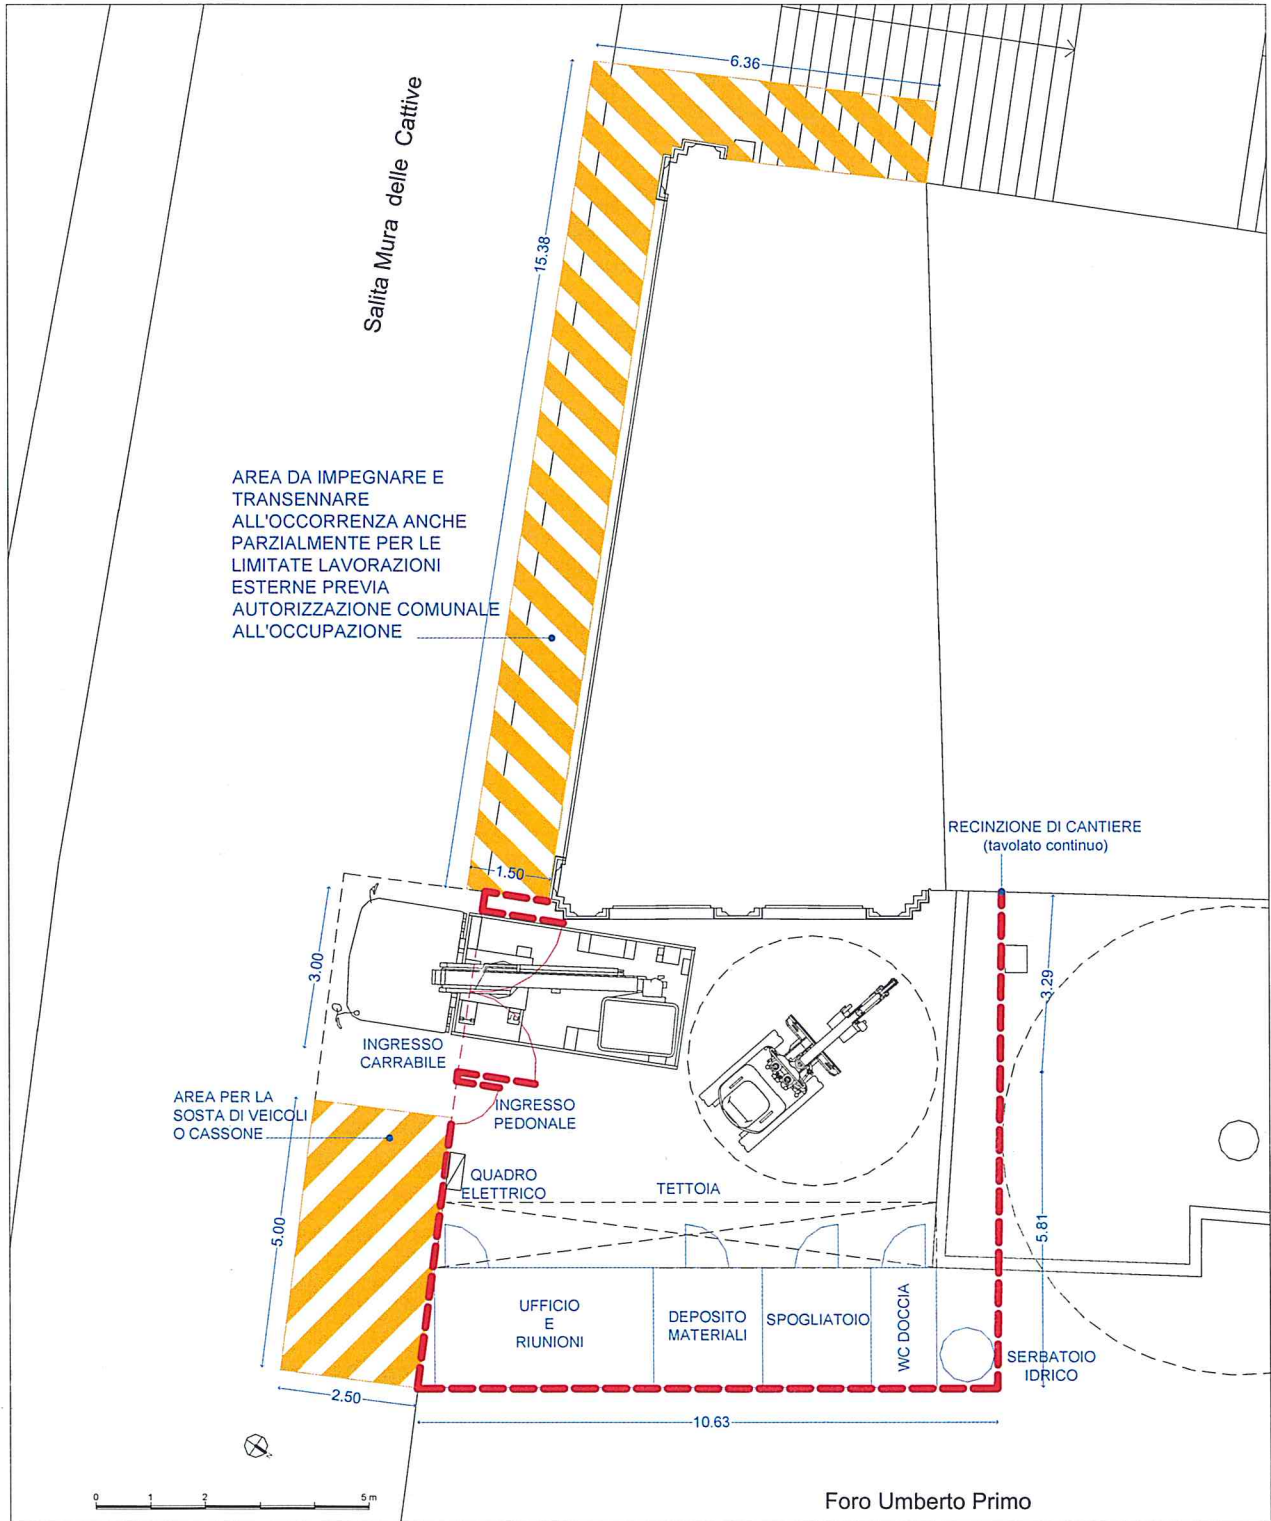 6.36
Salita Mura delle Cattive
15.38
AREA DA IMPEGNARE E
TRANSENNARE
ALL'OCCORRENZA ANCHE
PARZIALMENTE PER LE
LIMITATE LAVORAZIONI
ESTERNE PREVIA
AUTORIZZAZIONE COMUNALE
ALL'OCCUPAZIONE
RECINZIONE DI CANTIERE
(tavolato continuo)
1.50
3.00
3.29
INGRESSO
CARRABILE
AREA PER LA
SOSTA DI VEICOLI
O CASSONE
INGRESSO
PEDONALE
QUADRO
ELETTRICO
TETTOIA
5.00
5.81
UFFICIO
E
RIUNIONI
DEPOSITO
MATERIALI
SPOGLIATOIO
WC DOCCIA
SERBATOIO
IDRICO
2.50
10.63
N
0 1 2 5 m
Foro Umberto Primo